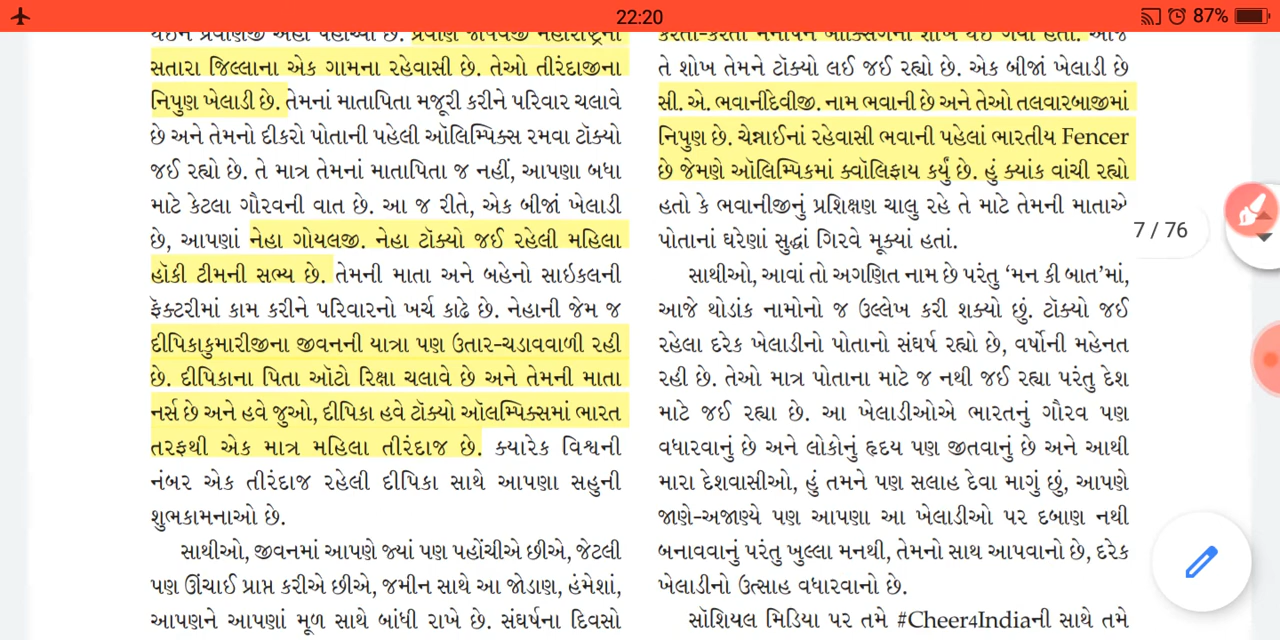 22:20
87%
સતારા જિલ્લાના એક ગામના રહેવાસી છે. તેઓ તીરંદાજીના
નિપુણ ખેલાડી છે. તેમનાં માતાપિતા મજૂરી કરીને પરિવાર ચલાવે
છે અને તેમનો દીકરો પોતાની પહેલી ઑલિમ્પિક્સ રમવા ટૉક્યો
જઈ રહ્યો છે. તે માત્ર તેમનાં માતાપિતા જ નહીં, આપણા બધા
માટે કેટલા ગૌરવની વાત છે. આ જ રીતે, એક બીજાં ખેલાડી
છે, આપણાં નેહા ગોયલજી. નેહા ટૉક્યો જઈ રહેલી મહિલા
હૉકી ટીમની સભ્ય છે. તેમની માતા અને બહેનો સાઇકલની
ફૅક્ટરીમાં કામ કરીને પરિવારનો ખર્ચ કાઢે છે. નેહાની જેમ જ
દીપિકાકુમારીજીના જીવનની યાત્રા પણ ઉતાર-ચડાવવાળી રહી
છે. દીપિકાના પિતા ઑટો રિક્ષા ચલાવે છે અને તેમની માતા
નર્સ છે અને હવે જુઓ, દીપિકા હવે ટૉક્યો ઑલમ્પિક્સમાં ભારત
તરફથી એક માત્ર મહિલા તીરંદાજ છે. ક્યારેક વિશ્વની
નંબર એક તીરંદાજ રહેલી દીપિકા સાથે આપણા સહુની
શુભકામનાઓ છે.
સાથીઓ, જીવનમાં આપણે જ્યાં પણ પહોંચીએ છીએ, જેટલી
પણ ઊંચાઈ પ્રાપ્ત કરીએ છીએ, જમીન સાથે આ જોડાણ, હંમેશાં,
આપણને આપણાં મૂળ સાથે બાંધી રાખે છે. સંઘર્ષના દિવસો
તે શોખ તેમને ટૉક્યો લઈ જઈ રહ્યો છે. એક બીજાં ખેલાડી છે
સી. એ. ભવાનીદેવીજી. નામ ભવાની છે અને તેઓ તલવારબાજીમાં
નિપુણ છે. ચેન્નાઈનાં રહેવાસી ભવાની પહેલાં ભારતીય Fencer
છે જેમણે ઑલિમ્પિકમાં ક્વૉલિફાય કર્યું છે. હું ક્યાંક વાંચી રહ્યો
હતો કે ભવાનીજીનું પ્રશિક્ષણ ચાલુ રહે તે માટે તેમની માતાએ
પોતાનાં ઘરેણાં સુદ્ધાં ગિરવે મૂક્યાં હતાં.
સાથીઓ, આવાં તો અગણિત નામ છે પરંતુ ‘મન કી બાત’માં,
આજે થોડાંક નામોનો જ ઉલ્લેખ કરી શક્યો છું. ટૉક્યો જઈ
રહેલા દરેક ખેલાડીનો પોતાનો સંઘર્ષ રહ્યો છે, વર્ષોની મહેનત
રહી છે. તેઓ માત્ર પોતાના માટે જ નથી જઈ રહ્યા પરંતુ દેશ
માટે જઈ રહ્યા છે. આ ખેલાડીઓએ ભારતનું ગૌરવ પણ
વધારવાનું છે અને લોકોનું હૃદય પણ જીતવાનું છે અને આથી
મારા દેશવાસીઓ, હું તમને પણ સલાહ દેવા માગું છું, આપણે
જાણે-અજાણ્યે પણ આપણા આ ખેલાડીઓ પર દબાણ નથી
બનાવવાનું પરંતુ ખુલ્લા મનથી, તેમનો સાથ આપવાનો છે, દરેક
ખેલાડીનો ઉત્સાહ વધારવાનો છે.
સૉશિયલ મિડિયા પર તમે #Cheer4Indiaની સાથે તમે
7 / 76